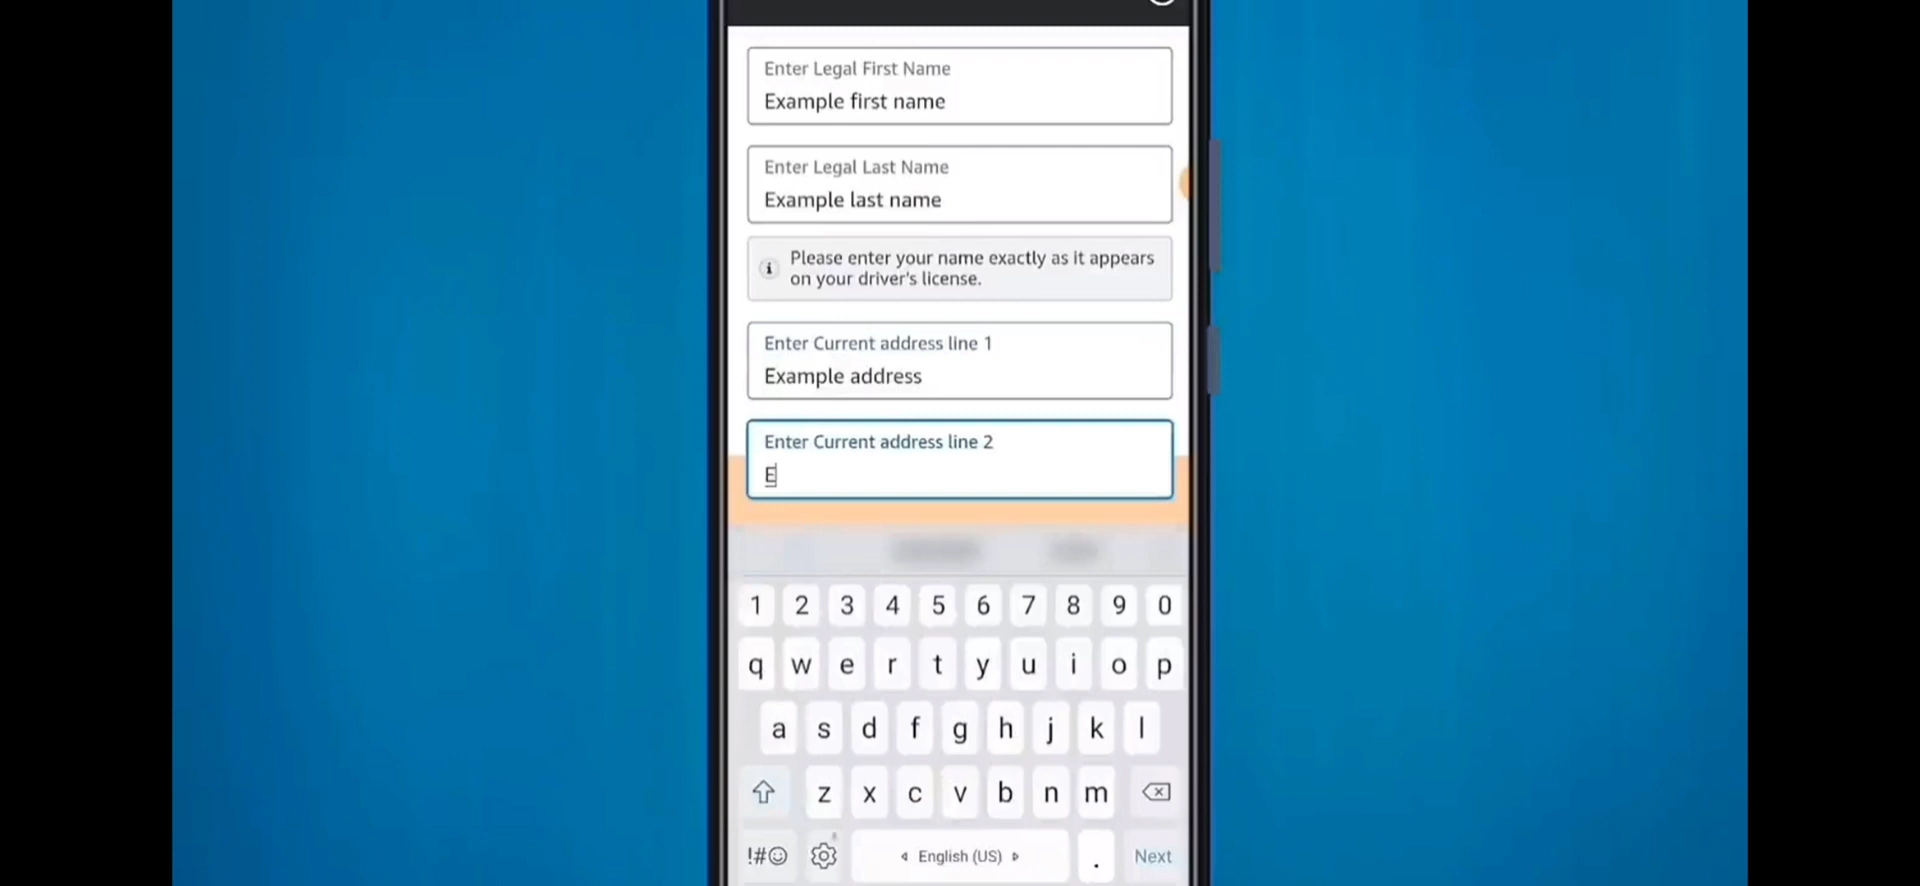 Enter Legal First Name
Example first name
Enter Legal Last Name
Example last name
Please enter your name exactly as it appears
on your driver's license.
Enter Current address line 1
Example address
Enter Current address line 2
E
1 2 3 4 5 6 7 8 9 0
q w e r t y u i o p
a s d f g h j k l
z x c v b n m
!#☺ English (US) . Next